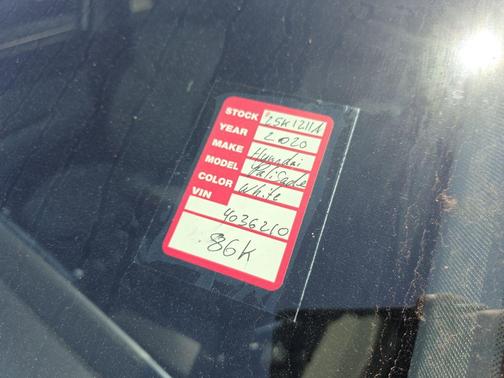 STOCK 25K1211A
YEAR 2020
MAKE Hyundai
MODEL Palisade
COLOR White
VIN
4036210
86K